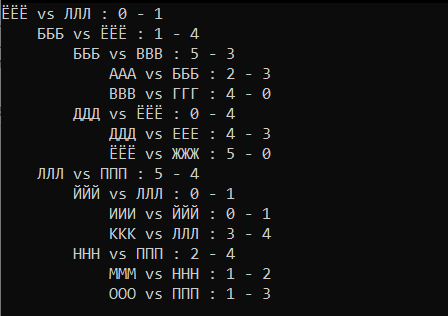 ЁЁЁ vs ЛЛЛ : 0 - 1
БББ vs ЁЁЁ : 1 - 4
БББ vs ВВВ : 5 - 3
ААА vs БББ : 2 - 3
ВВВ vs ГГГ : 4 - 0
ДДД vs ЁЁЁ : 0 - 4
ДДД vs ЕЕЕ : 4 - 3
ЁЁЁ vs ЖЖЖ : 5 - 0
ЛЛЛ vs ППП : 5 - 4
ЙЙЙ vs ЛЛЛ : 0 - 1
ИИИ vs ЙЙЙ : 0 - 1
ККК vs ЛЛЛ : 3 - 4
ННН vs ППП : 2 - 4
МММ vs ННН : 1 - 2
ООО vs ППП : 1 - 3